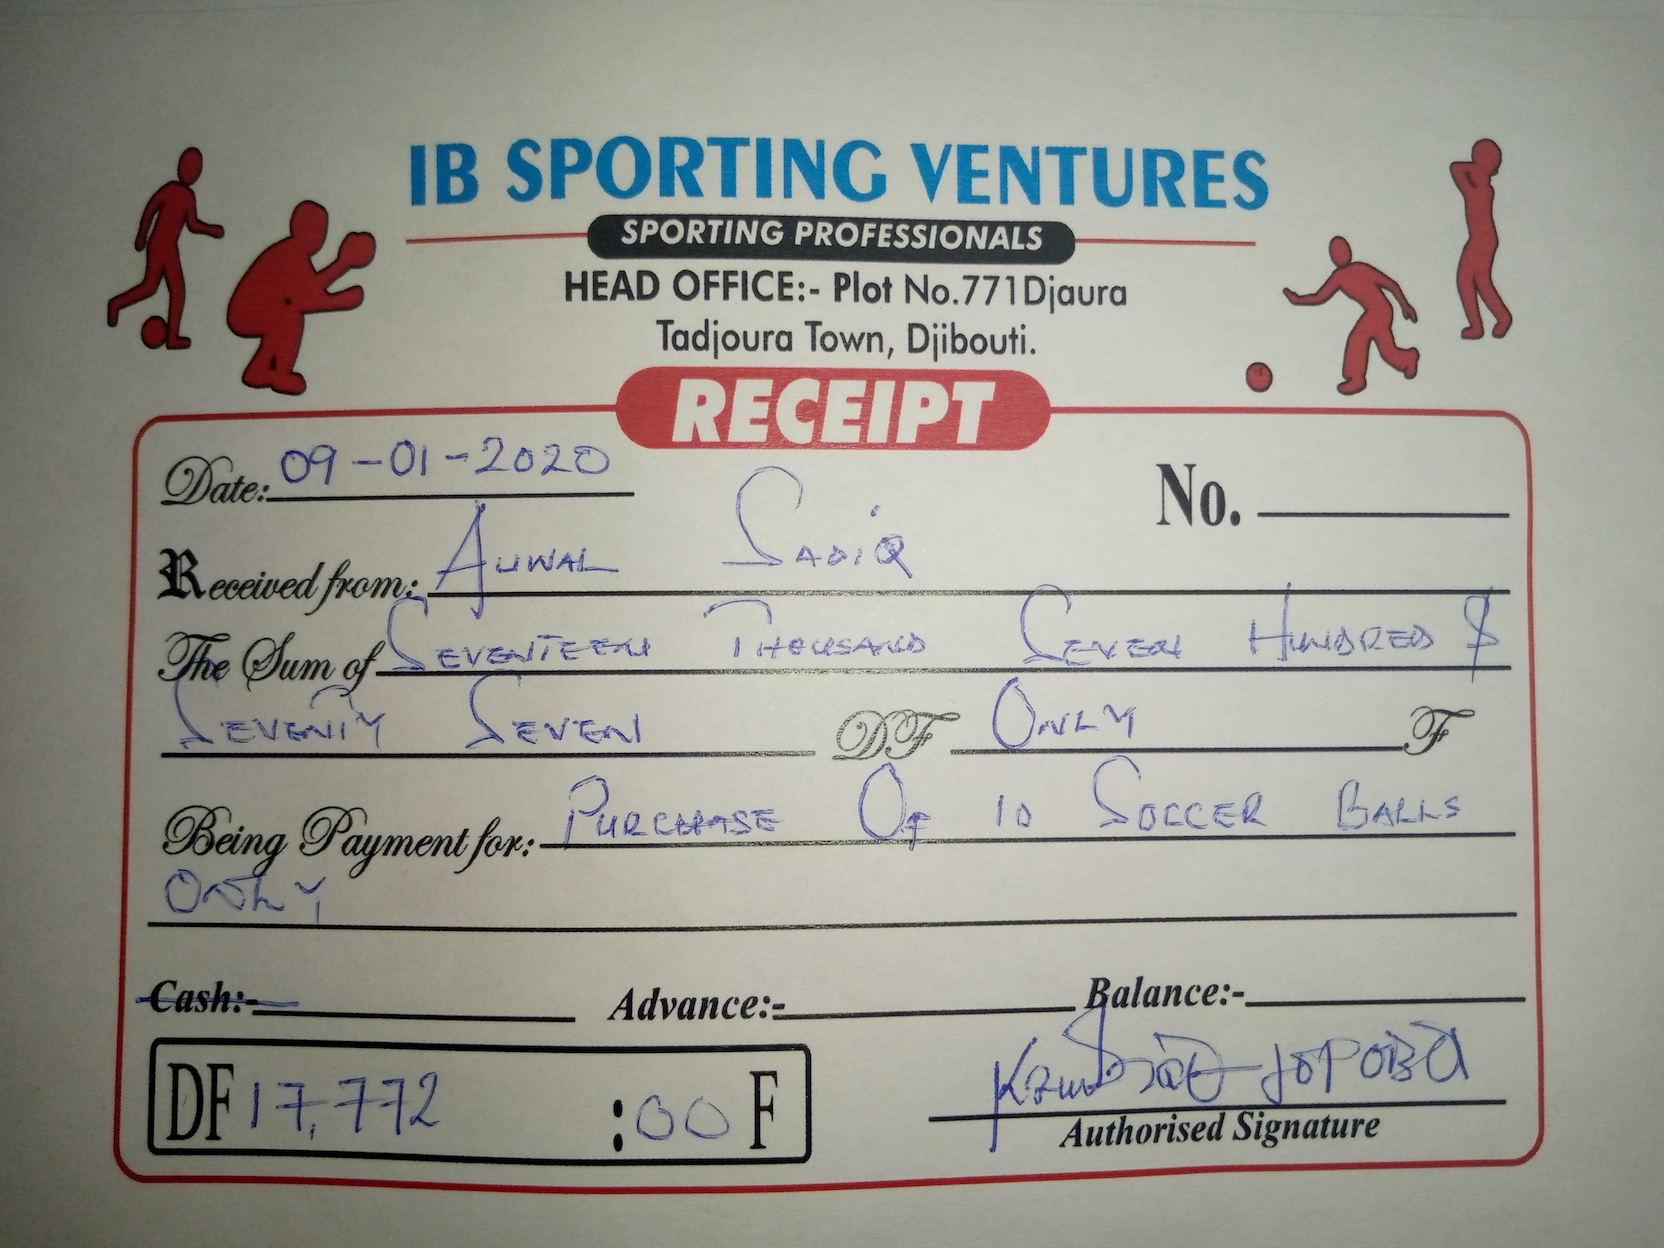 IB SPORTING VENTURES
SPORTING PROFESSIONALS
HEAD OFFICE:- Plot No.771Djaura
Tadjoura Town, Djibouti.
RECEIPT
Date: 09-01-2020 No.
Received from: AUWAL SADIQ
The Sum of SEVENTEEN THOUSAND SEVEN HUNDRED $
SEVENTY SEVEN DF ONLY F
Being Payment for: PURCHASE OF 10 SOCCER BALLS
ONLY
Cash:- Advance:- Balance:-
DF 17,772 :00 F
Authorised Signature